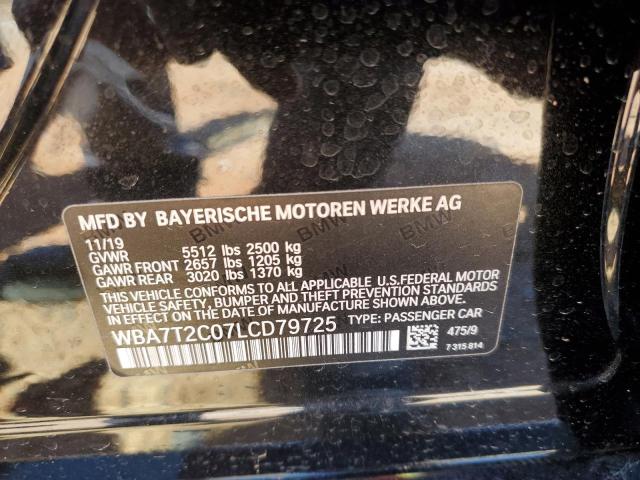 MFD BY BAYERISCHE MOTOREN WERKE AG
11/19
GVWR 5512 lbs 2500 kg
GAWR FRONT 2657 lbs 1205 kg
GAWR REAR 3020 lbs 1370 kg
THIS VEHICLE CONFORMS TO ALL APPLICABLE U.S.FEDERAL MOTOR
VEHICLE SAFETY, BUMPER AND THEFT PREVENTION STANDARDS
IN EFFECT ON THE DATE OF MANUFACTURE SHOWN ABOVE.
WBA7T2C07LCD79725 TYPE: PASSENGER CAR
475/9
7 315 814